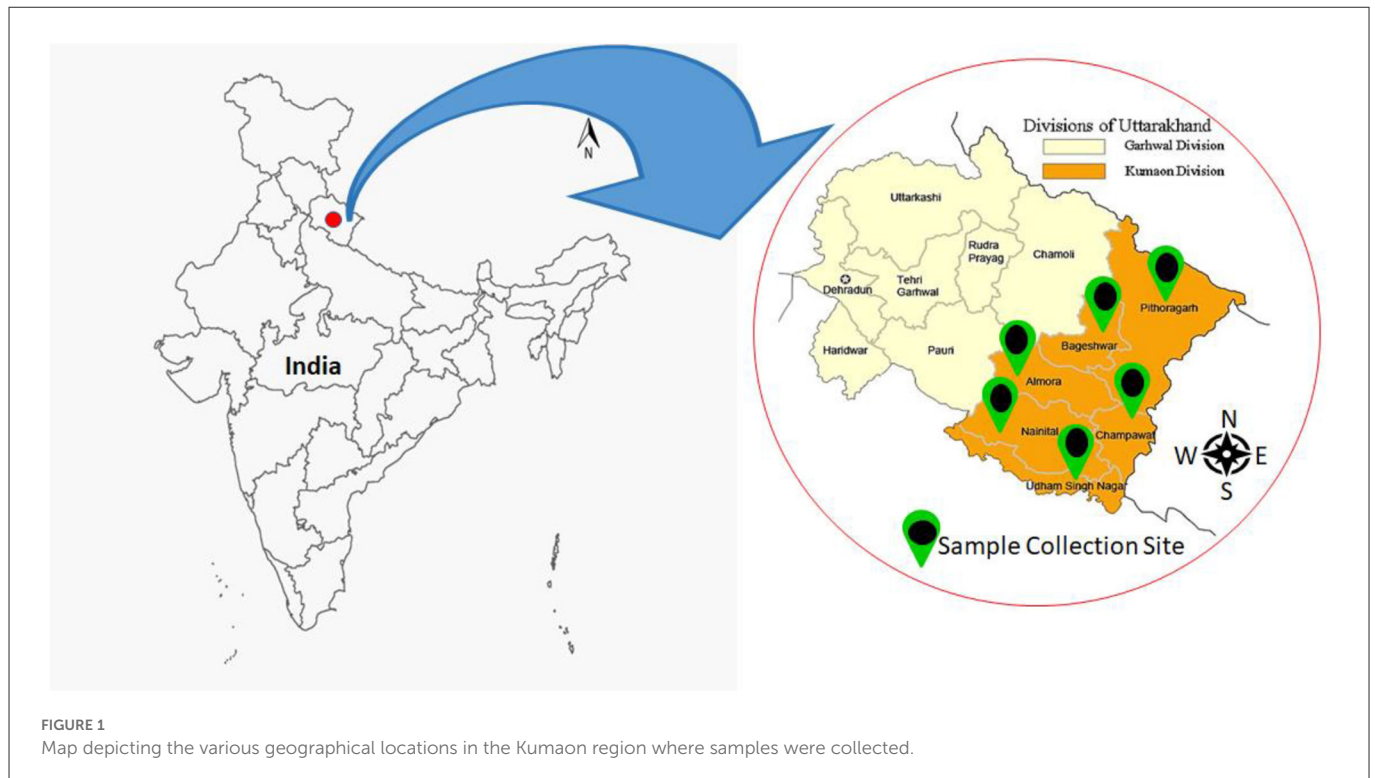 N
India
Divisions of Uttarakhand
Garhwal Division
Kumaon Division
Uttarkashi
Rudra
Prayag
Chamoli
Dehradun
Tehri
Garhwal
Pithoragarh
Haridwar
Pauri
Bageshwar
Almora
Nainital
Champawat
Udham Singh Nagar
N
W
E
S
Sample Collection Site
FIGURE 1
Map depicting the various geographical locations in the Kumaon region where samples were collected.